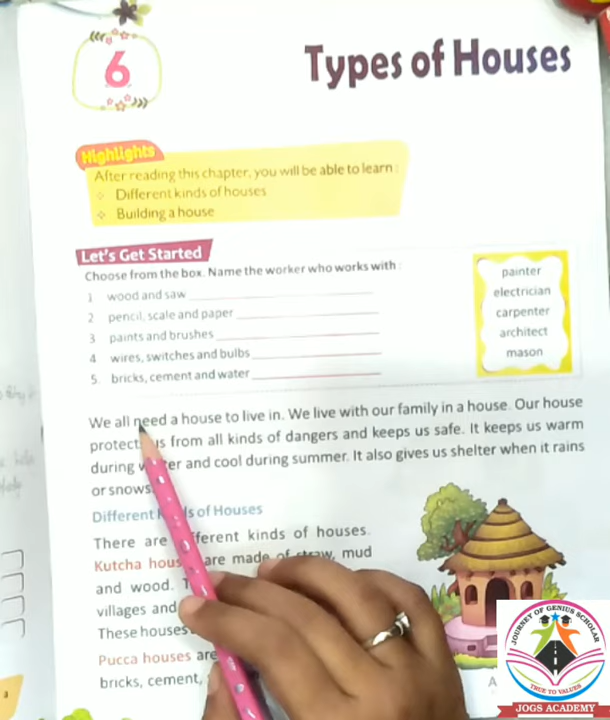 6
Types of Houses
Highlights
After reading this chapter, you will be able to learn :
Different kinds of houses
Building a house
Let's Get Started
Choose from the box. Name the worker who works with :
1 wood and saw
2 pencil, scale and paper
3 paints and brushes
4 wires, switches and bulbs
5. bricks, cement and water
painter
electrician
carpenter
architect
mason
We all need a house to live in. We live with our family in a house. Our house
protects us from all kinds of dangers and keeps us safe. It keeps us warm
during winter and cool during summer. It also gives us shelter when it rains
or snows.
Different Kinds of Houses
There are different kinds of houses.
Kutcha houses are made of straw, mud
and wood.
villages and
These houses
Pucca houses are
bricks, cement,
A
JOURNEY OF GENIUS SCHOLAR
TRUE TO VALUES
JOGS ACADEMY